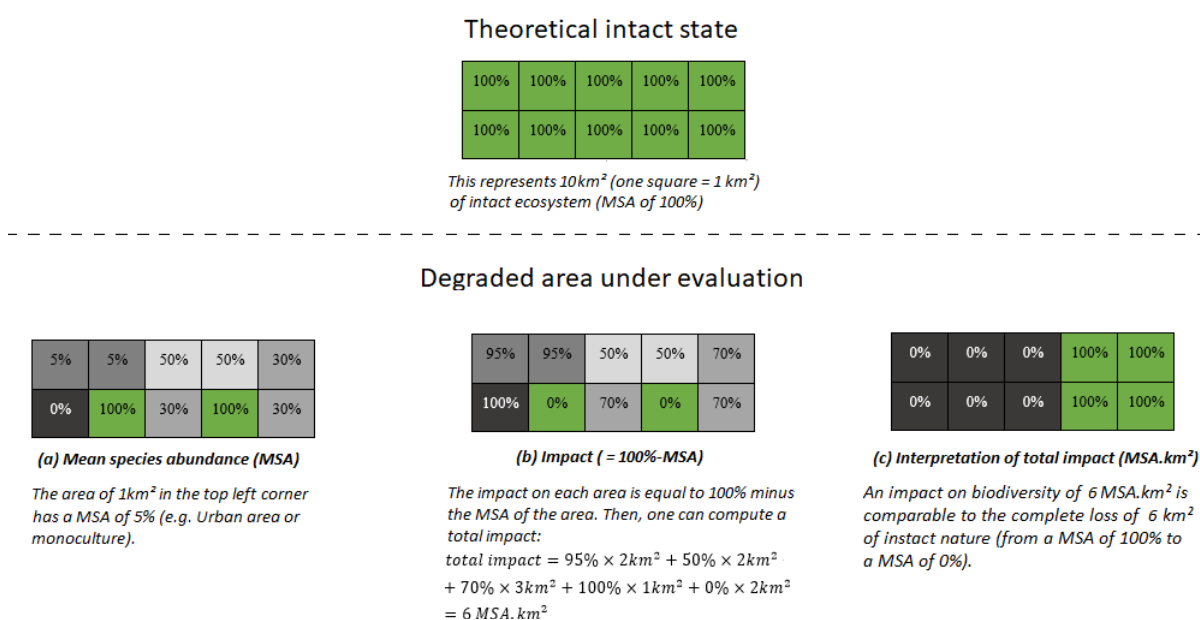 Theoretical intact state
100% 100% 100% 100% 100%
100% 100% 100% 100% 100%
This represents 10km² (one square = 1 km²)
of intact ecosystem (MSA of 100%)
Degraded area under evaluation
5% 5% 50% 50% 30%
0% 100% 30% 100% 30%
(a) Mean species abundance (MSA)
The area of 1km² in the top left corner
has a MSA of 5% (e.g. Urban area or
monoculture).
95% 95% 50% 50% 70%
100% 0% 70% 0% 70%
(b) Impact ( = 100%-MSA)
The impact on each area is equal to 100% minus
the MSA of the area. Then, one can compute a
total impact:
total impact = 95% × 2km² + 50% × 2km²
+ 70% × 3km² + 100% × 1km² + 0% × 2km²
= 6 MSA.km²
0% 0% 0% 100% 100%
0% 0% 0% 100% 100%
(c) Interpretation of total impact (MSA.km²)
An impact on biodiversity of 6 MSA.km² is
comparable to the complete loss of 6 km²
of instact nature (from a MSA of 100% to
a MSA of 0%).